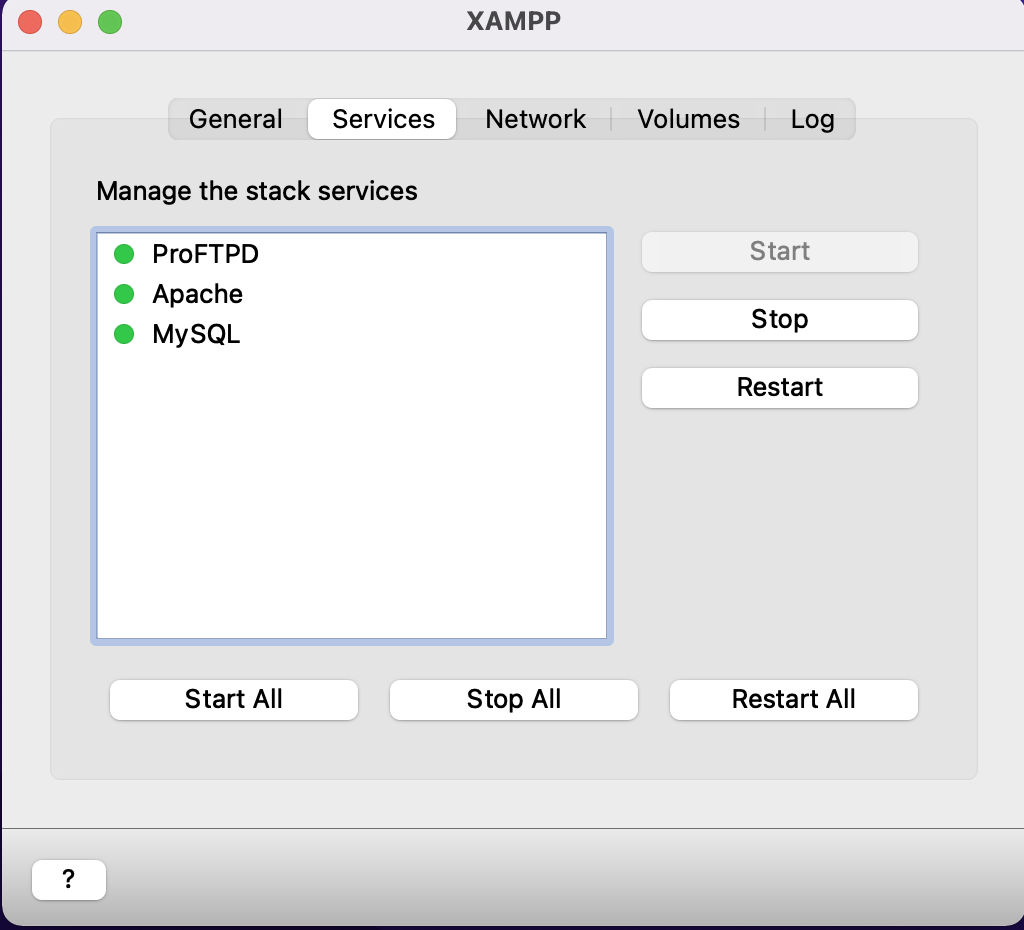 XAMPP
General Services Network Volumes Log
Manage the stack services
ProFTPD
Apache
MySQL
Start
Stop
Restart
Start All Stop All Restart All
?